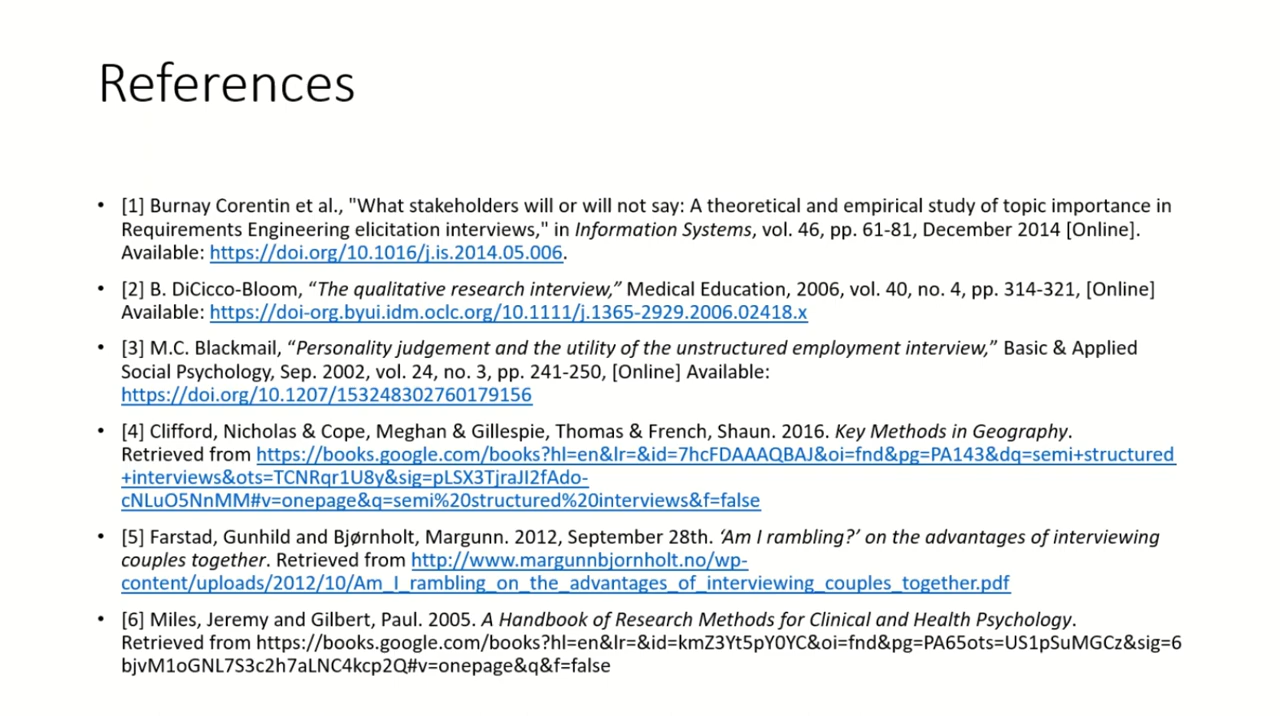 References
• [1] Burnay Corentin et al., "What stakeholders will or will not say: A theoretical and empirical study of topic importance in
Requirements Engineering elicitation interviews," in Information Systems, vol. 46, pp. 61-81, December 2014 [Online].
Available: https://doi.org/10.1016/j.is.2014.05.006.
• [2] B. DiCicco-Bloom, “The qualitative research interview,” Medical Education, 2006, vol. 40, no. 4, pp. 314-321, [Online]
Available: https://doi-org.byui.idm.oclc.org/10.1111/j.1365-2929.2006.02418.x
• [3] M.C. Blackmail, “Personality judgement and the utility of the unstructured employment interview,” Basic & Applied
Social Psychology, Sep. 2002, vol. 24, no. 3, pp. 241-250, [Online] Available:
https://doi.org/10.1207/153248302760179156
• [4] Clifford, Nicholas & Cope, Meghan & Gillespie, Thomas & French, Shaun. 2016. Key Methods in Geography.
Retrieved from https://books.google.com/books?hl=en&lr=&id=7hcFDAAAQBAJ&oi=fnd&pg=PA143&dq=semi+structured
+interviews&ots=TCNRqr1U8y&sig=pLSX3TjraJI2fAdo-
cNLuO5NnMM#v=onepage&q=semi%20structured%20interviews&f=false
• [5] Farstad, Gunhild and Bjørnholt, Margunn. 2012, September 28th. ‘Am I rambling?’ on the advantages of interviewing
couples together. Retrieved from http://www.margunnbjornholt.no/wp-
content/uploads/2012/10/Am_I_rambling_on_the_advantages_of_interviewing_couples_together.pdf
• [6] Miles, Jeremy and Gilbert, Paul. 2005. A Handbook of Research Methods for Clinical and Health Psychology.
Retrieved from https://books.google.com/books?hl=en&lr=&id=kmZ3Yt5pY0YC&oi=fnd&pg=PA65ots=US1pSuMGCz&sig=6
bjvM1oGNL7S3c2h7aLNC4kcp2Q#v=onepage&q&f=false